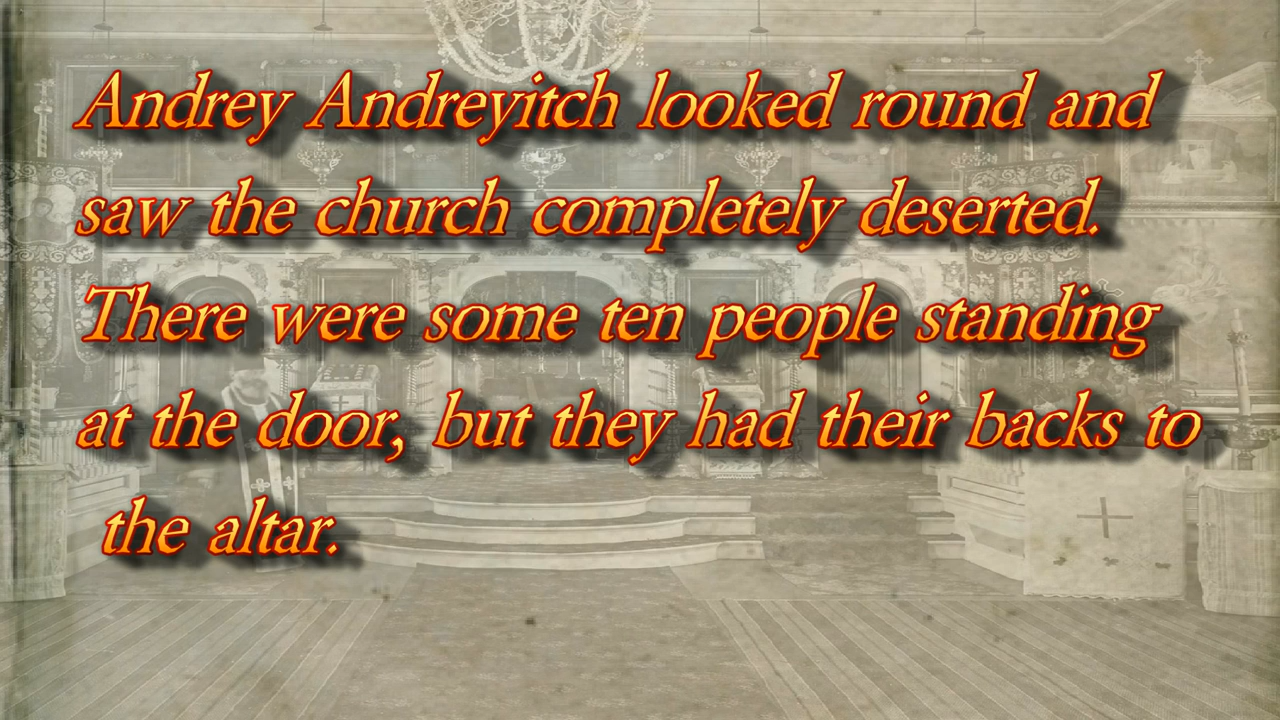 Andrey Andreyitch looked round and
saw the church completely deserted.
There were some ten people standing
at the door, but they had their backs to
the altar.